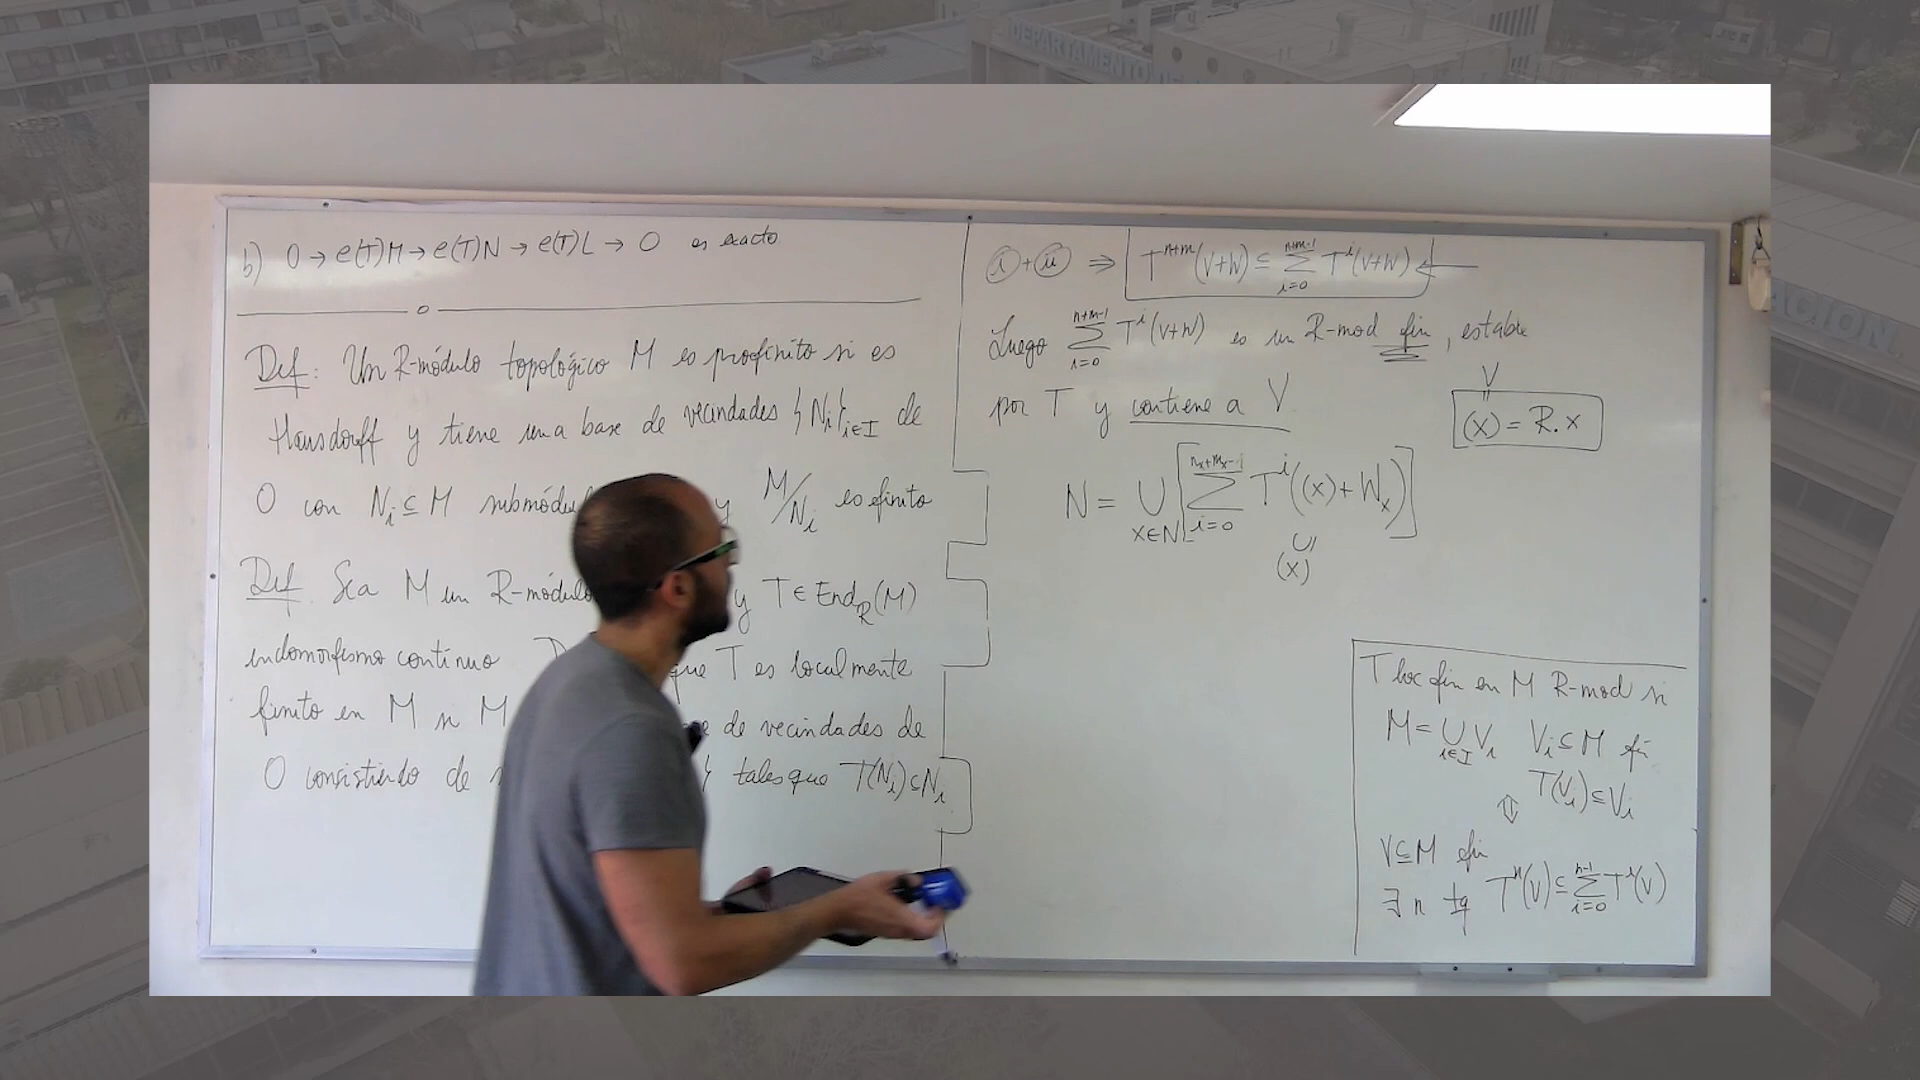 DEPARTAMENTO DE
b) 0 → e(T)M → e(T)N → e(T)L → 0 es exacto.
Def: Un R-módulo topológico M es profinito si es
Hausdorff y tiene una base de vecindades {N_i}_{i∈I} de
0 con N_i ⊆ M y M/N_i es finito
Def. Sea M un R-módulo y T ∈ End_R(M)
endomorfismo continuo que T es localmente
finito en M si M de vecindades de
0 consistiendo de } tales que T(N_i) ⊆ N_i.
(i) + (ii) ⇒ T^{n+m}(V+W) ⊆ Σ_{i=0}^{n+m-1} T^i(V+W) ←
Luego Σ_{i=0}^{n+m-1} T^i(V+W) es un R-mod fin, estable
por T y contiene a V.
V
=
(x) = R.x
N = ∪_{x∈N} [Σ_{i=0}^{n_x+m_x-1} T^i((x)+W_x)]
∪|
(x)
T loc fin en M R-mod si
M = ∪_{i∈I} V_i V_i ⊆ M fin
T(V_i) ⊆ V_i
⇕
V ⊆ M fin
∃ n tq T^n(V) ⊆ Σ_{i=0}^{n-1} T^i(V)